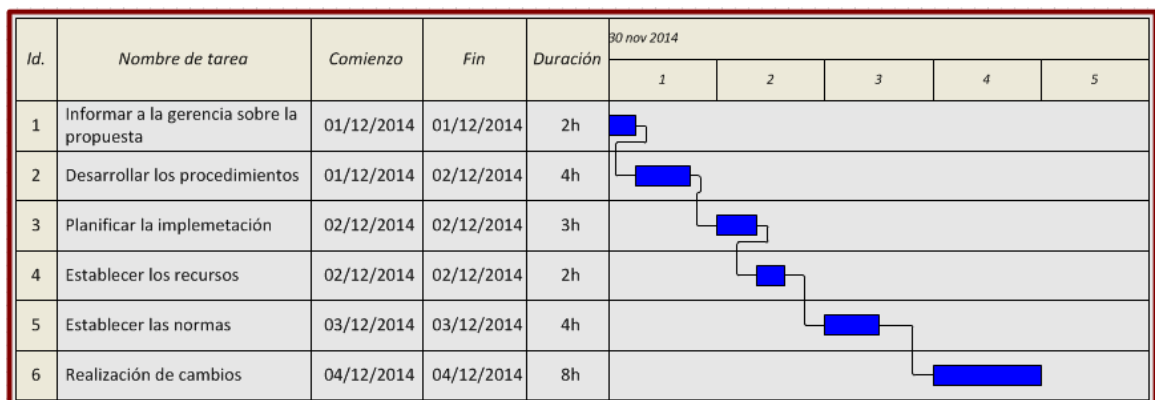 Id. Nombre de tarea Comienzo Fin Duración 30 nov 2014
1 2 3 4 5
1 Informar a la gerencia sobre la propuesta 01/12/2014 01/12/2014 2h
2 Desarrollar los procedimientos 01/12/2014 02/12/2014 4h
3 Planificar la implemetación 02/12/2014 02/12/2014 3h
4 Establecer los recursos 02/12/2014 02/12/2014 2h
5 Establecer las normas 03/12/2014 03/12/2014 4h
6 Realización de cambios 04/12/2014 04/12/2014 8h